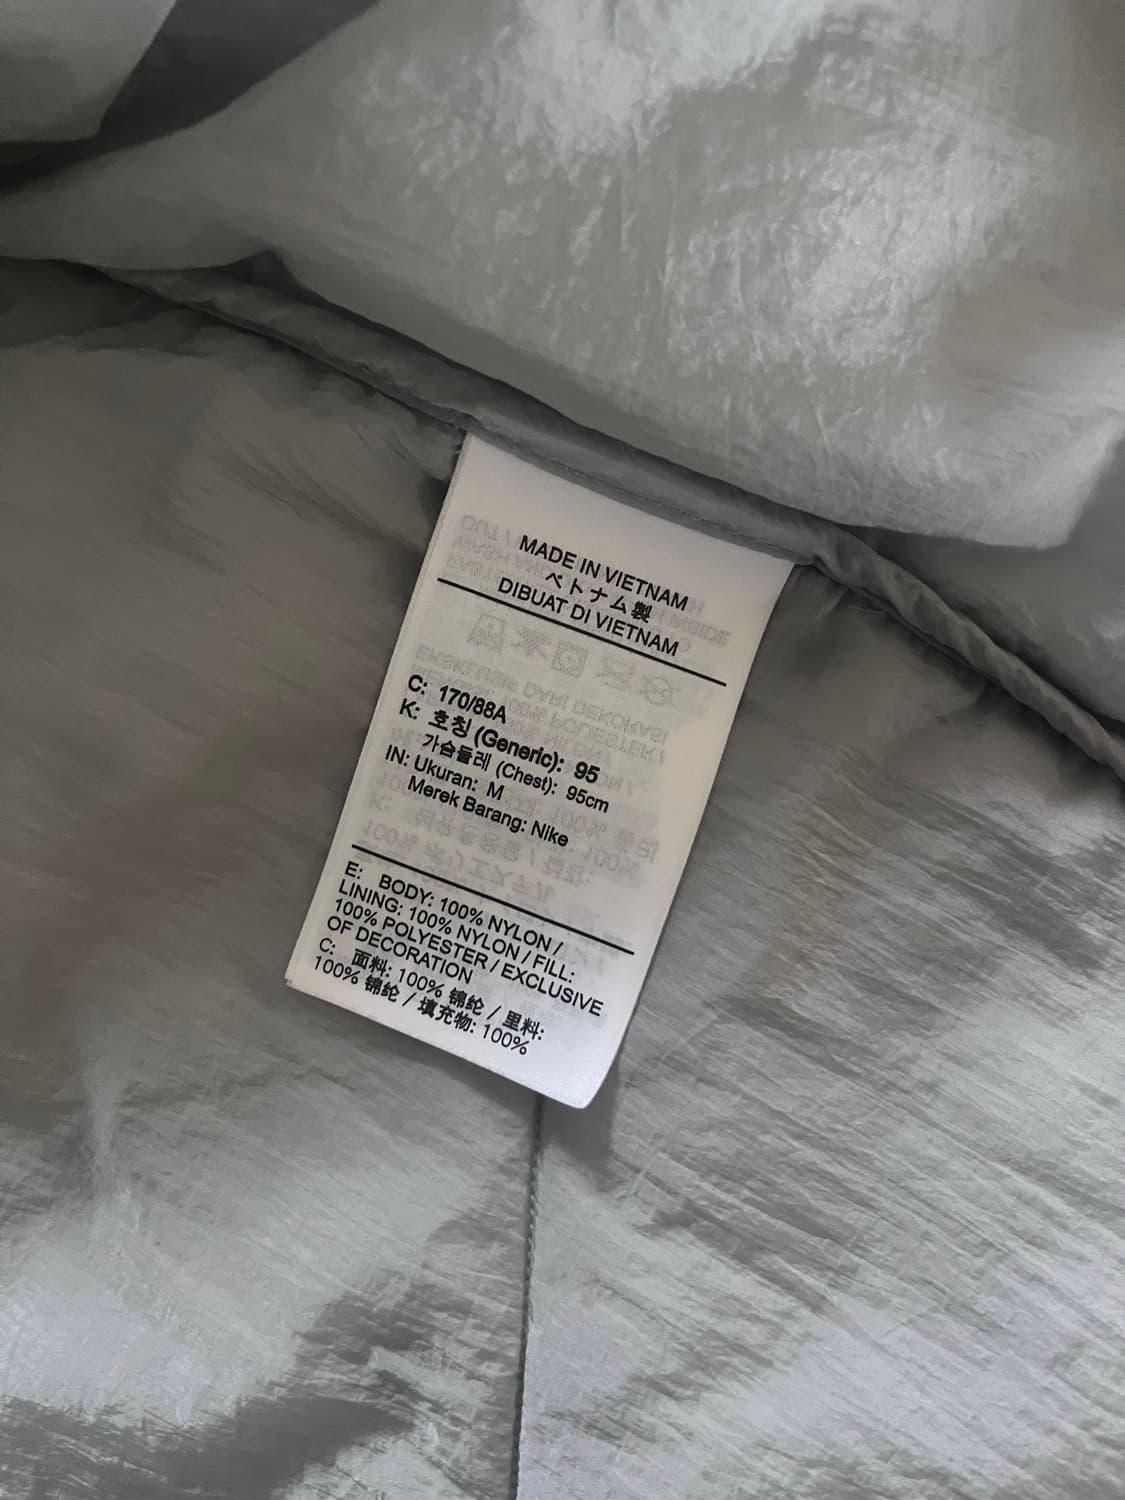 MADE IN VIETNAM
ベトナム製
DIBUAT DI VIETNAM
C: 170/88A
K: 호칭 (Generic): 95
가슴둘레 (Chest): 95cm
IN: Ukuran: M
Merek Barang: Nike
E: BODY: 100% NYLON /
LINING: 100% NYLON / FILL:
100% POLYESTER / EXCLUSIVE
OF DECORATION
C: 面料: 100% 锦纶 / 里料:
100% 锦纶 / 填充物: 100%